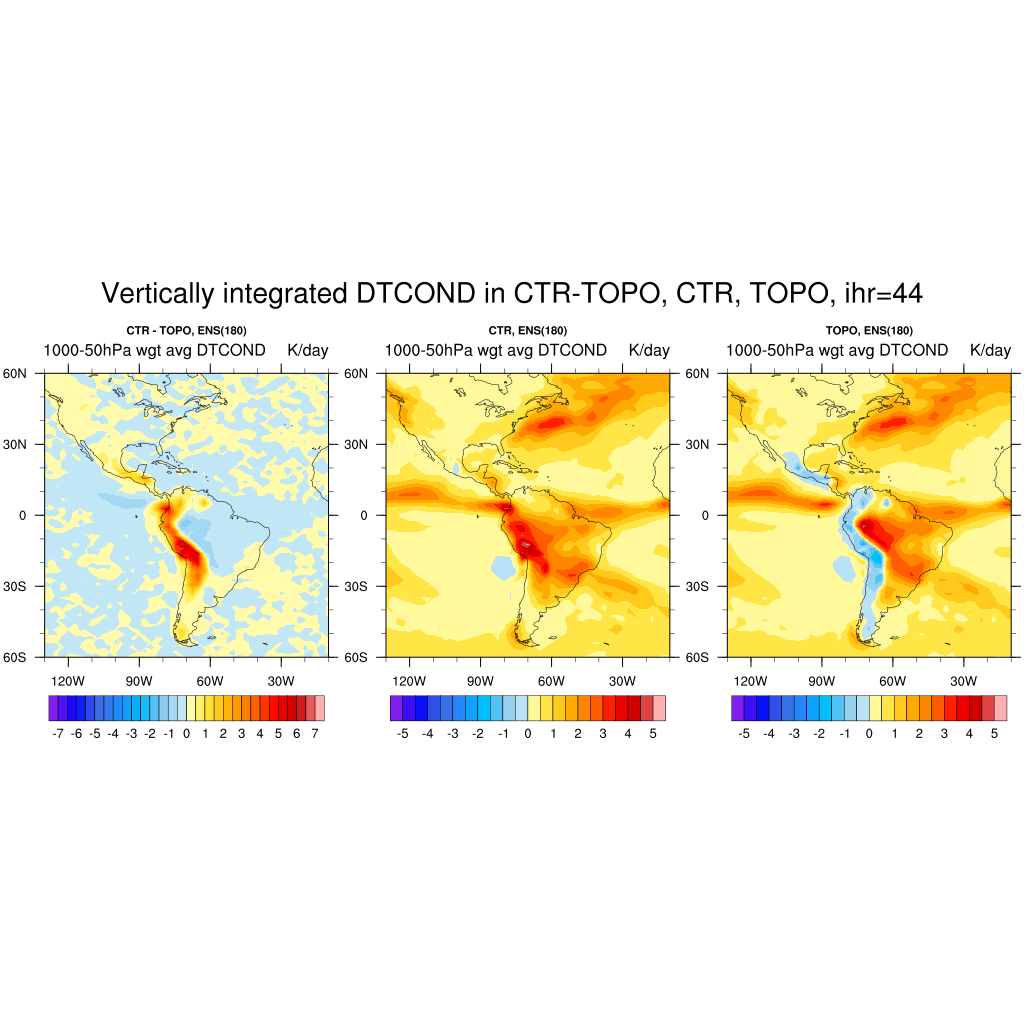 Vertically integrated DTCOND in CTR-TOPO, CTR, TOPO, ihr=44
CTR - TOPO, ENS(180)
1000-50hPa wgt avg DTCOND K/day
60N
30N
0
30S
60S
120W 90W 60W 30W
-7 -6 -5 -4 -3 -2 -1 0 1 2 3 4 5 6 7
CTR, ENS(180)
1000-50hPa wgt avg DTCOND K/day
60N
30N
0
30S
60S
120W 90W 60W 30W
-5 -4 -3 -2 -1 0 1 2 3 4 5
TOPO, ENS(180)
1000-50hPa wgt avg DTCOND K/day
60N
30N
0
30S
60S
120W 90W 60W 30W
-5 -4 -3 -2 -1 0 1 2 3 4 5